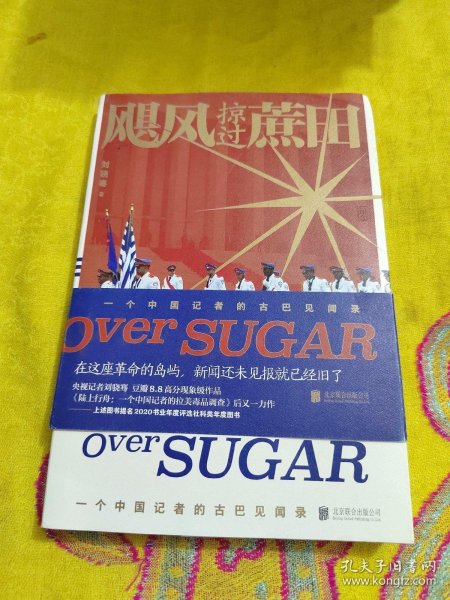 飓风掠过蔗田
刘骁骞 著
一个中国记者的古巴见闻录
over SUGAR
在这座革命的岛屿，新闻还未见报就已经旧了
央视记者刘骁骞 豆瓣8.8高分现象级作品
《陆上行舟：一个中国记者的拉美毒品调查》后又一力作
——上述图书提名2020书业年度评选社科类年度图书
北京联合出版公司
over SUGAR
一个中国记者的古巴见闻录
北京联合出版公司
孔夫子旧书网
www.kongfz.com